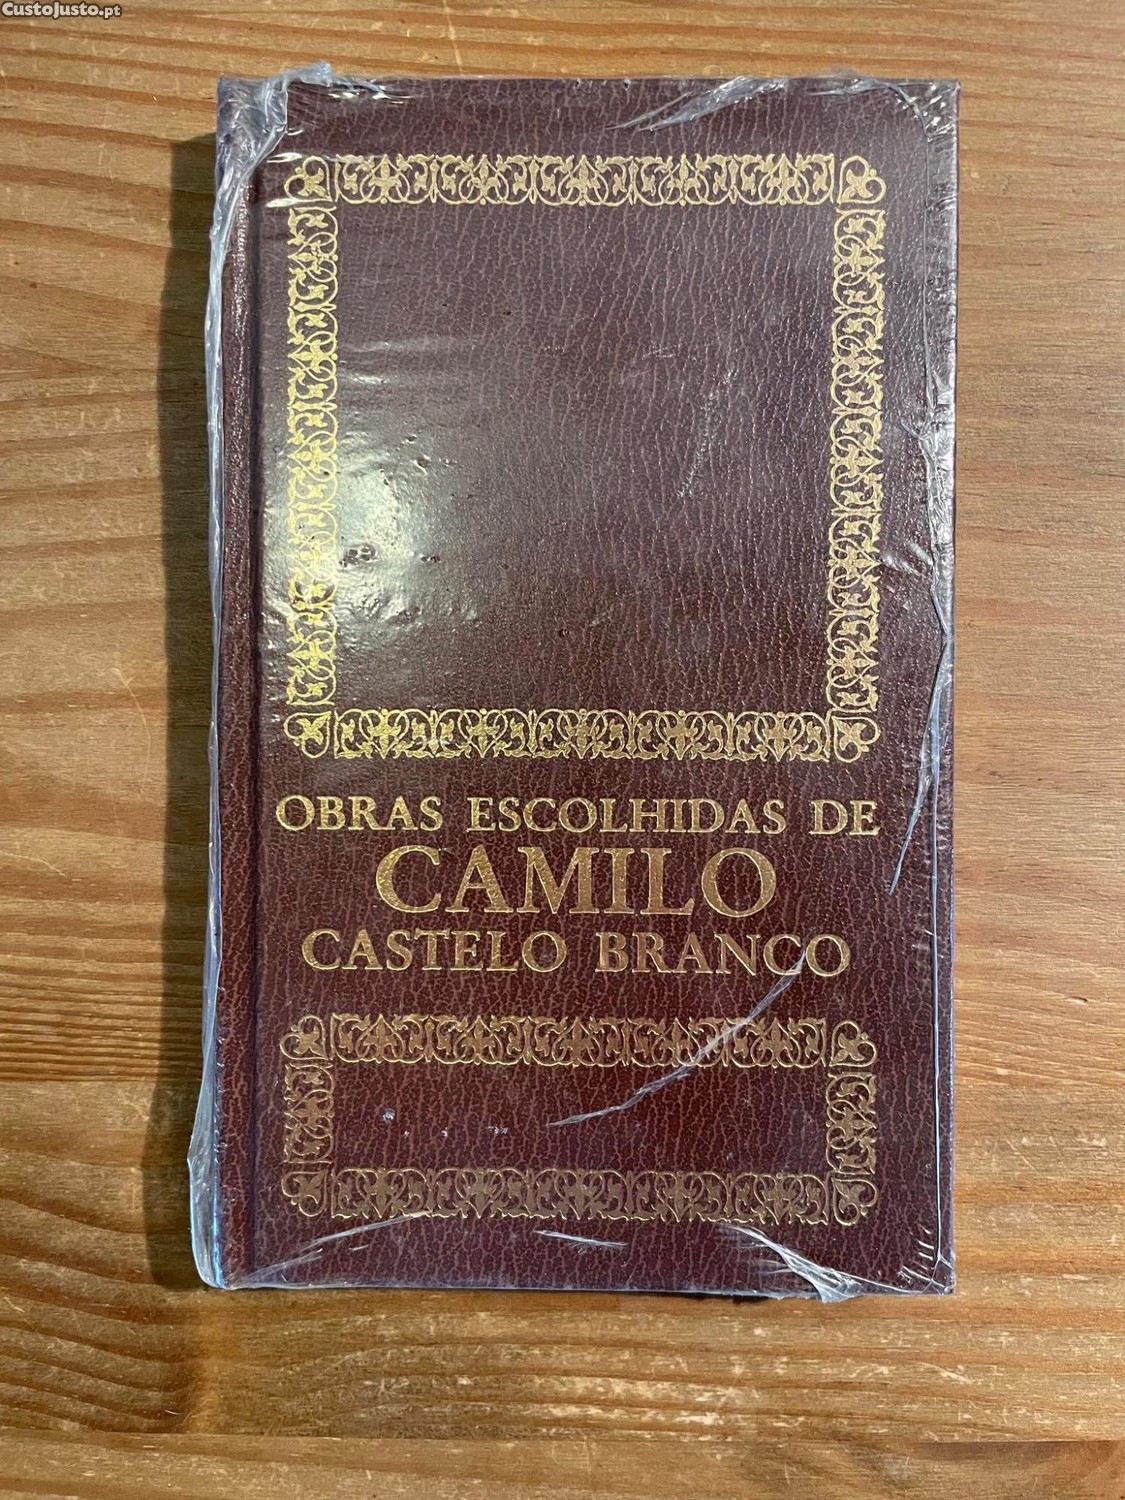 CustoJusto.pt
OBRAS ESCOLHIDAS DE
CAMILO
CASTELO BRANCO